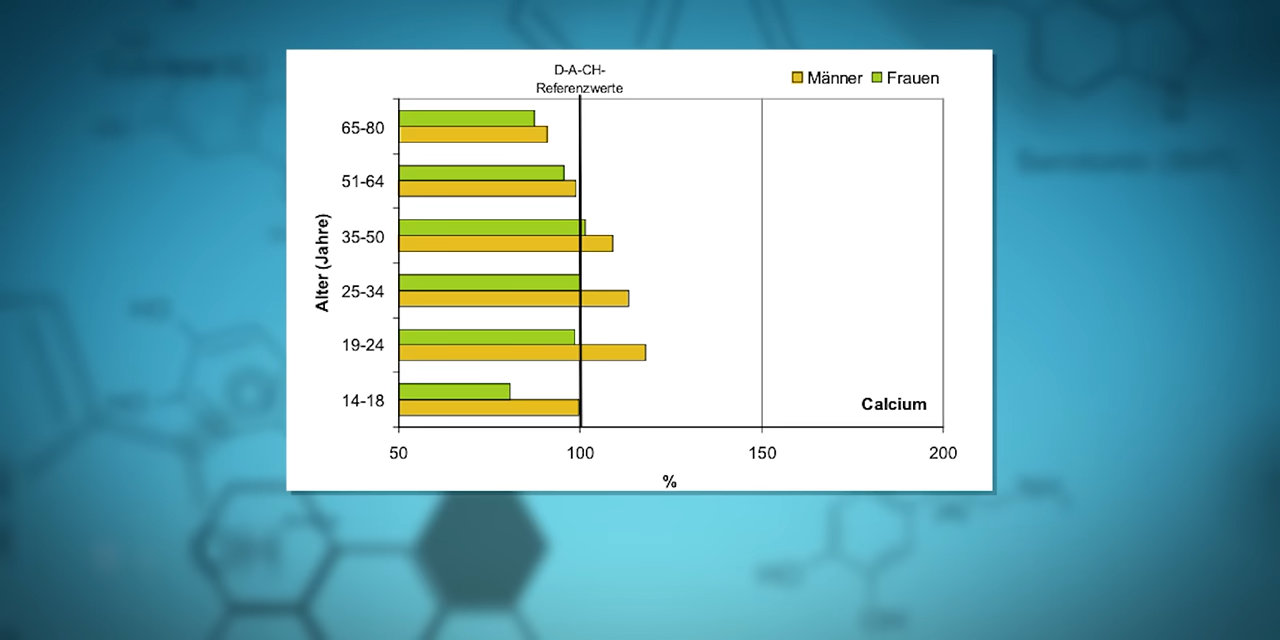 D-A-CH-
Referenzwerte
Männer Frauen
65-80
51-64
35-50
25-34
19-24
14-18
Alter (Jahre)
Calcium
50 100 150 200
%